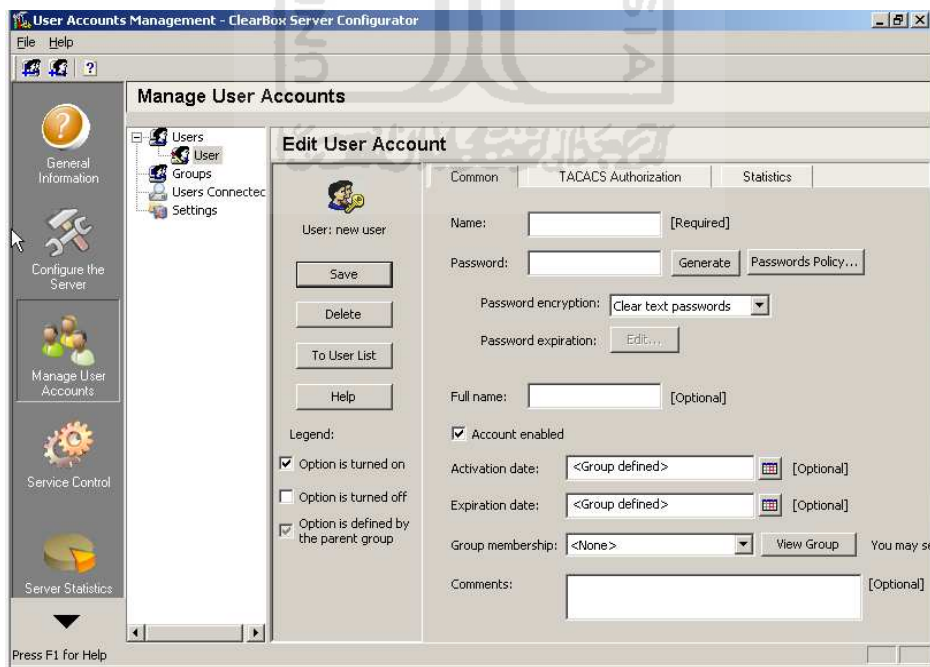 User Accounts Management - ClearBox Server Configurator
File Help
Manage User Accounts
General Information
Configure the Server
Manage User Accounts
Service Control
Server Statistics
Users
User
Groups
Users Connected
Settings
Edit User Account
User: new user
Save
Delete
To User List
Help
Legend:
Option is turned on
Option is turned off
Option is defined by the parent group
Common TACACS Authorization Statistics
Name: [Required]
Password: Generate Passwords Policy...
Password encryption: Clear text passwords
Password expiration: Edit...
Full name: [Optional]
Account enabled
Activation date: <Group defined> [Optional]
Expiration date: <Group defined> [Optional]
Group membership: <None> View Group You may se
Comments: [Optional]
Press F1 for Help